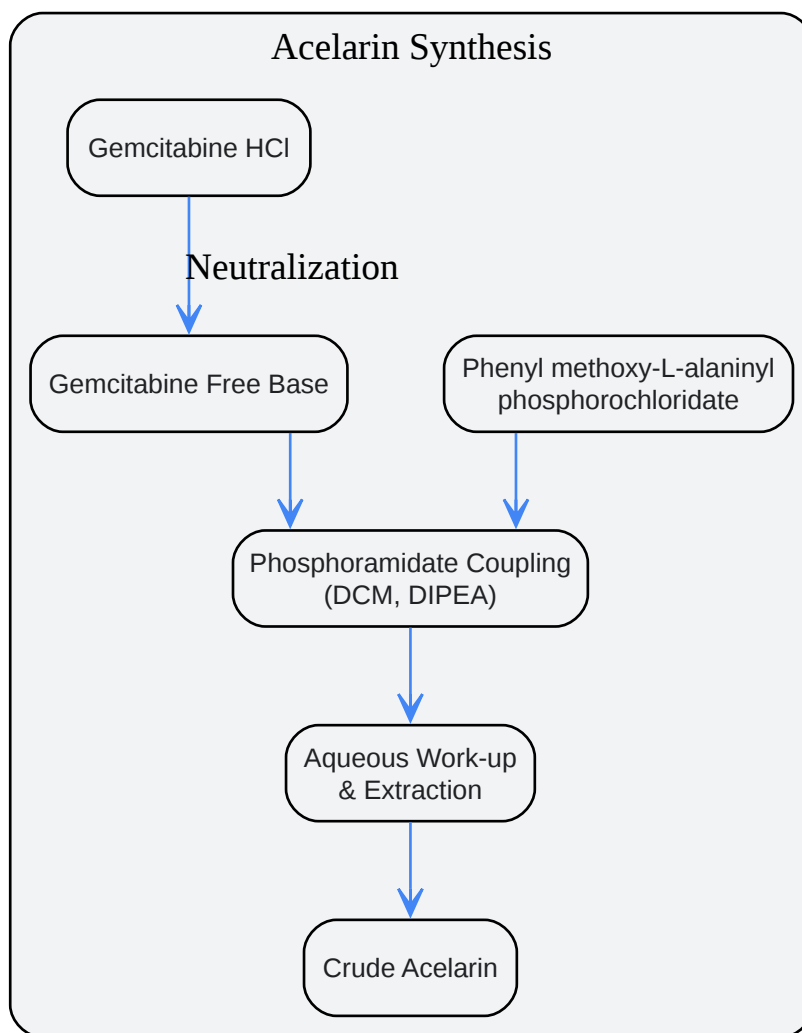 Acelarin Synthesis
Gemcitabine HCl
Neutralization
Gemcitabine Free Base
Phenyl methoxy-L-alaninyl
phosphorochloridate
Phosphoramidate Coupling
(DCM, DIPEA)
Aqueous Work-up
& Extraction
Crude Acelarin